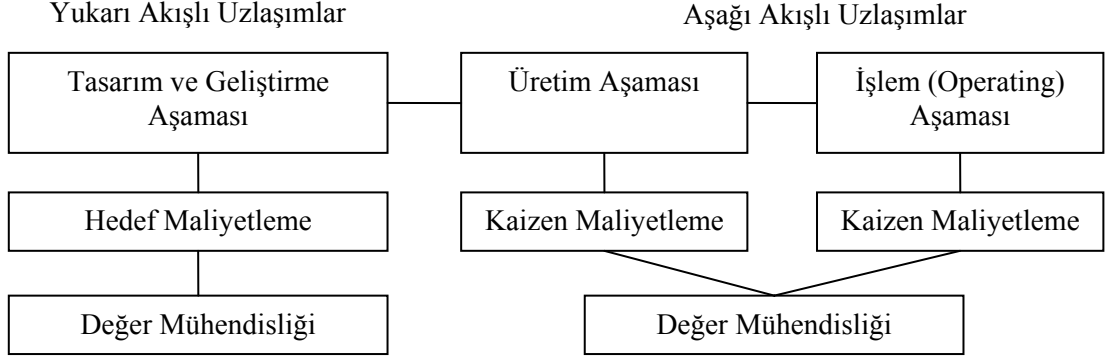 Yukarı Akışlı Uzlaşımlar
Aşağı Akışlı Uzlaşımlar
Tasarım ve Geliştirme
Aşaması
Üretim Aşaması
İşlem (Operating)
Aşaması
Hedef Maliyetleme
Kaizen Maliyetleme
Kaizen Maliyetleme
Değer Mühendisliği
Değer Mühendisliği